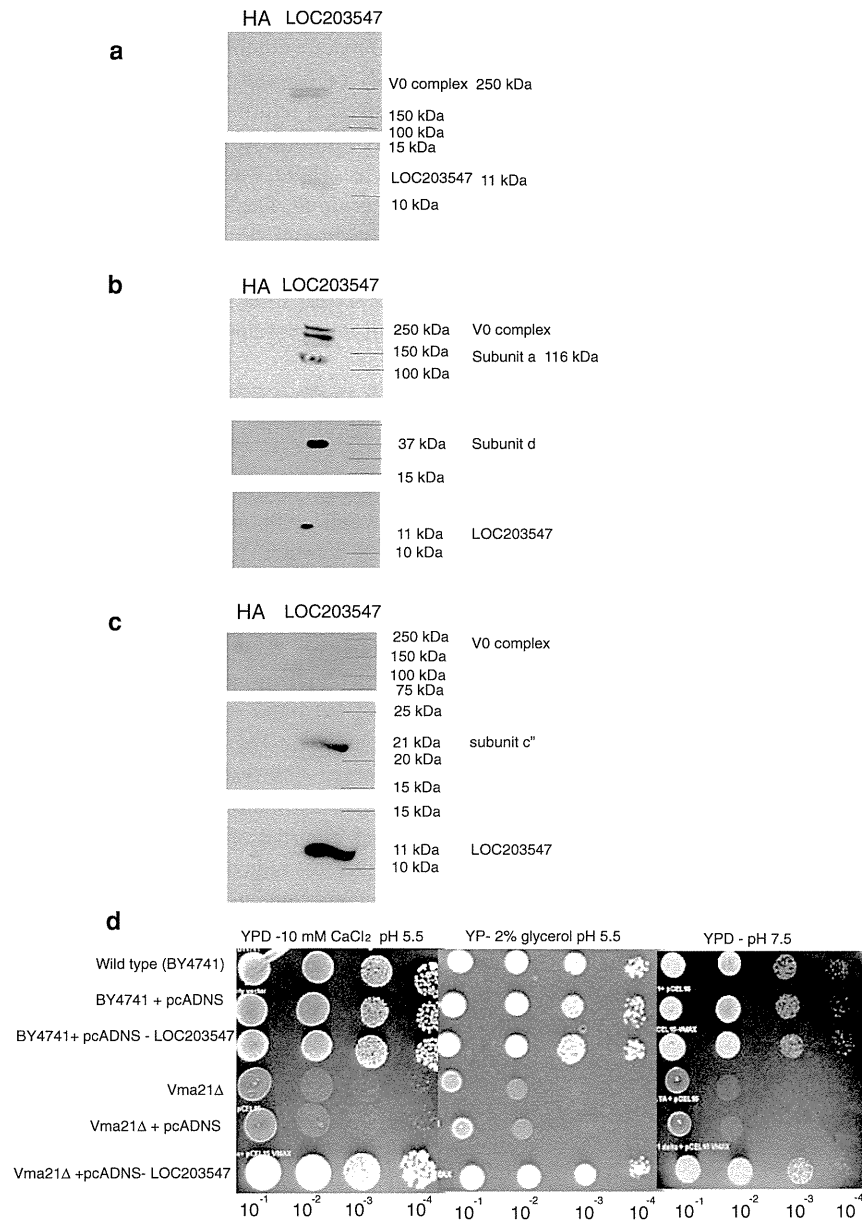 HA LOC203547
a
V0 complex 250 kDa
150 kDa
100 kDa
15 kDa
LOC203547 11 kDa
10 kDa
b
HA LOC203547
250 kDa V0 complex
150 kDa
Subunit a 116 kDa
100 kDa
37 kDa Subunit d
15 kDa
11 kDa LOC203547
10 kDa
c
HA LOC203547
250 kDa V0 complex
150 kDa
100 kDa
75 kDa
25 kDa
21 kDa subunit c"
20 kDa
15 kDa
15 kDa
11 kDa LOC203547
10 kDa
d
YPD -10 mM CaCl₂ pH 5.5 YP- 2% glycerol pH 5.5 YPD - pH 7.5
Wild type (BY4741)
BY4741 + pcADNS
BY4741+ pcADNS - LOC203547
Vma21Δ
Vma21Δ + pcADNS
Vma21Δ +pcADNS- LOC203547
10⁻¹ 10⁻² 10⁻³ 10⁻⁴ 10⁻¹ 10⁻² 10⁻³ 10⁻⁴ 10⁻¹ 10⁻² 10⁻³ 10⁻⁴